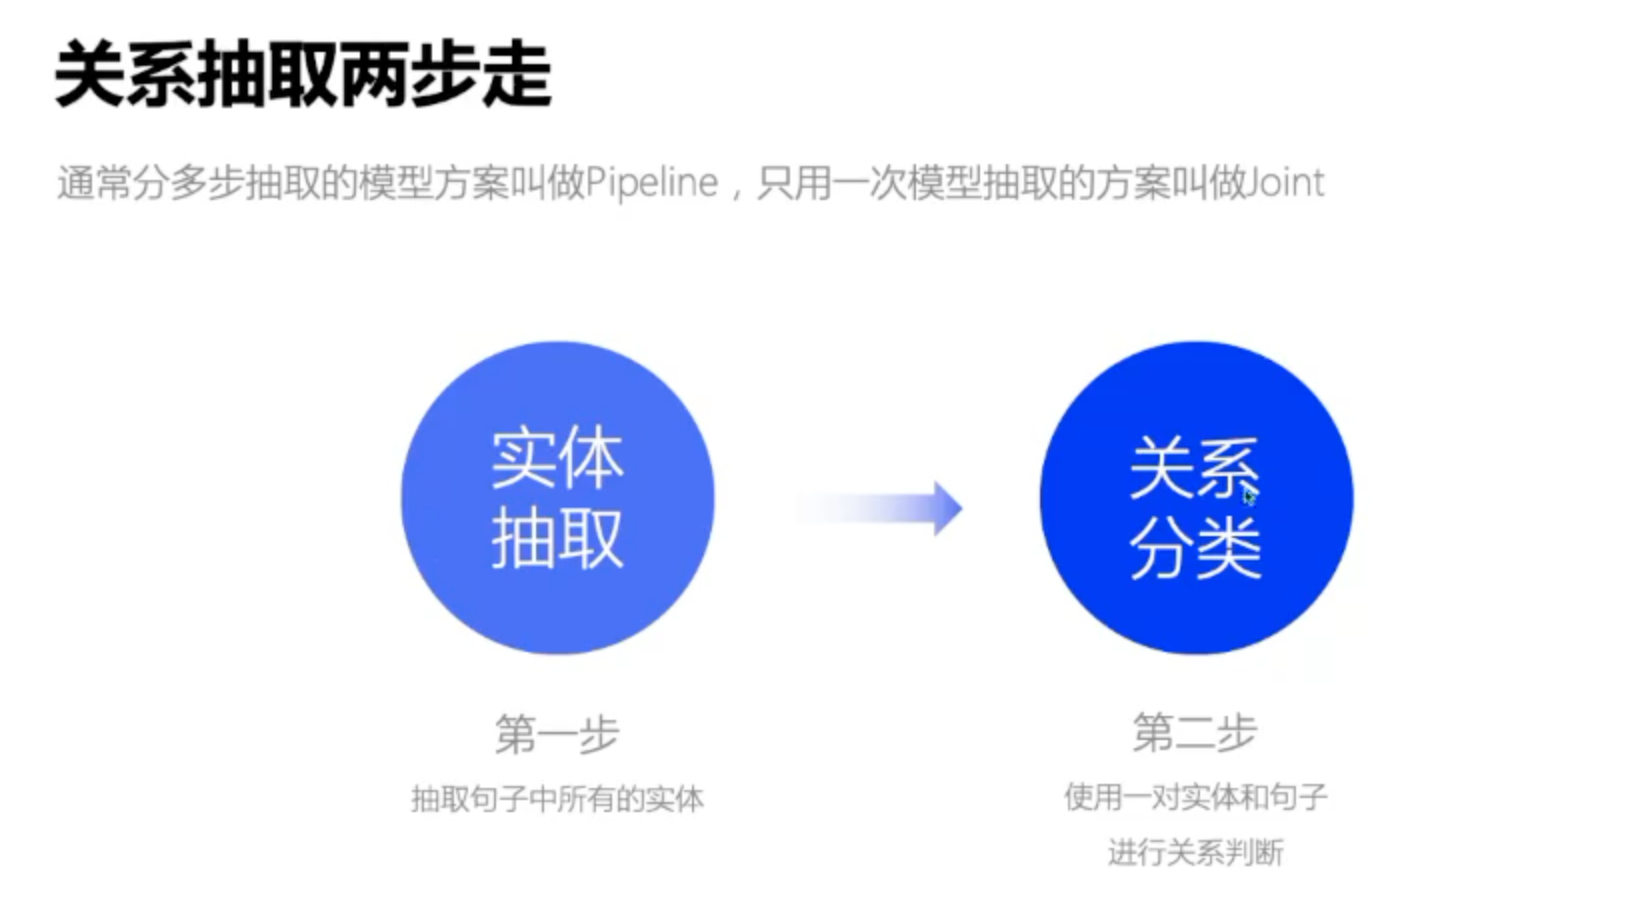 关系抽取两步走
通常分多步抽取的模型方案叫做Pipeline，只用一次模型抽取的方案叫做Joint
实体
抽取
关系
分类
第一步
抽取句子中所有的实体
第二步
使用一对实体和句子
进行关系判断